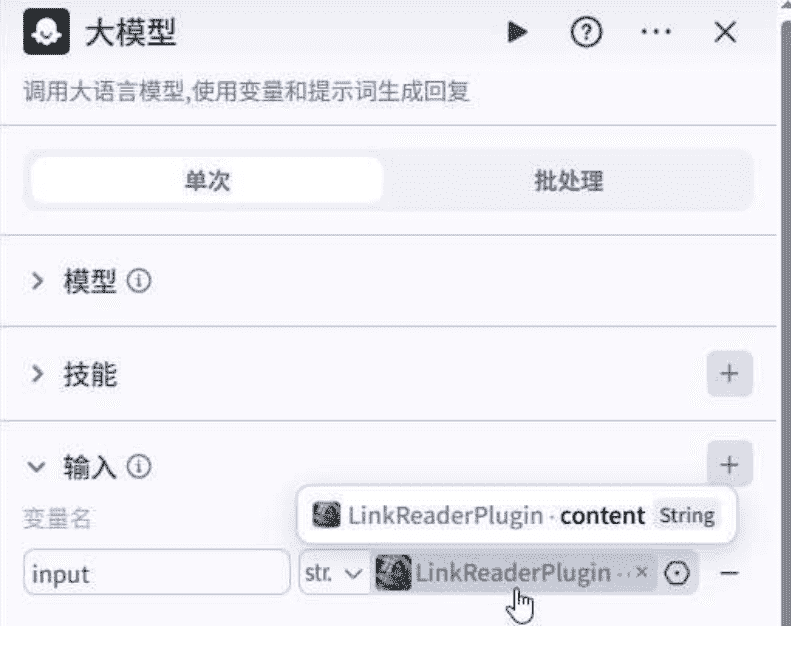 大模型
调用大语言模型,使用变量和提示词生成回复
单次 批处理
模型
技能
输入
变量名
LinkReaderPlugin · content String
input str. LinkReaderPlugin ··